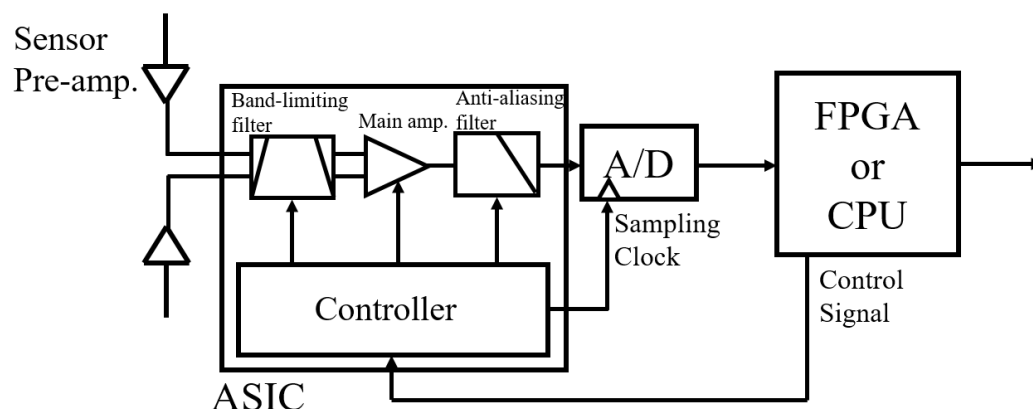 Sensor
Pre-amp.
Band-limiting
filter
Main amp.
Anti-aliasing
filter
A/D
Sampling
Clock
FPGA
or
CPU
Control
Signal
Controller
ASIC